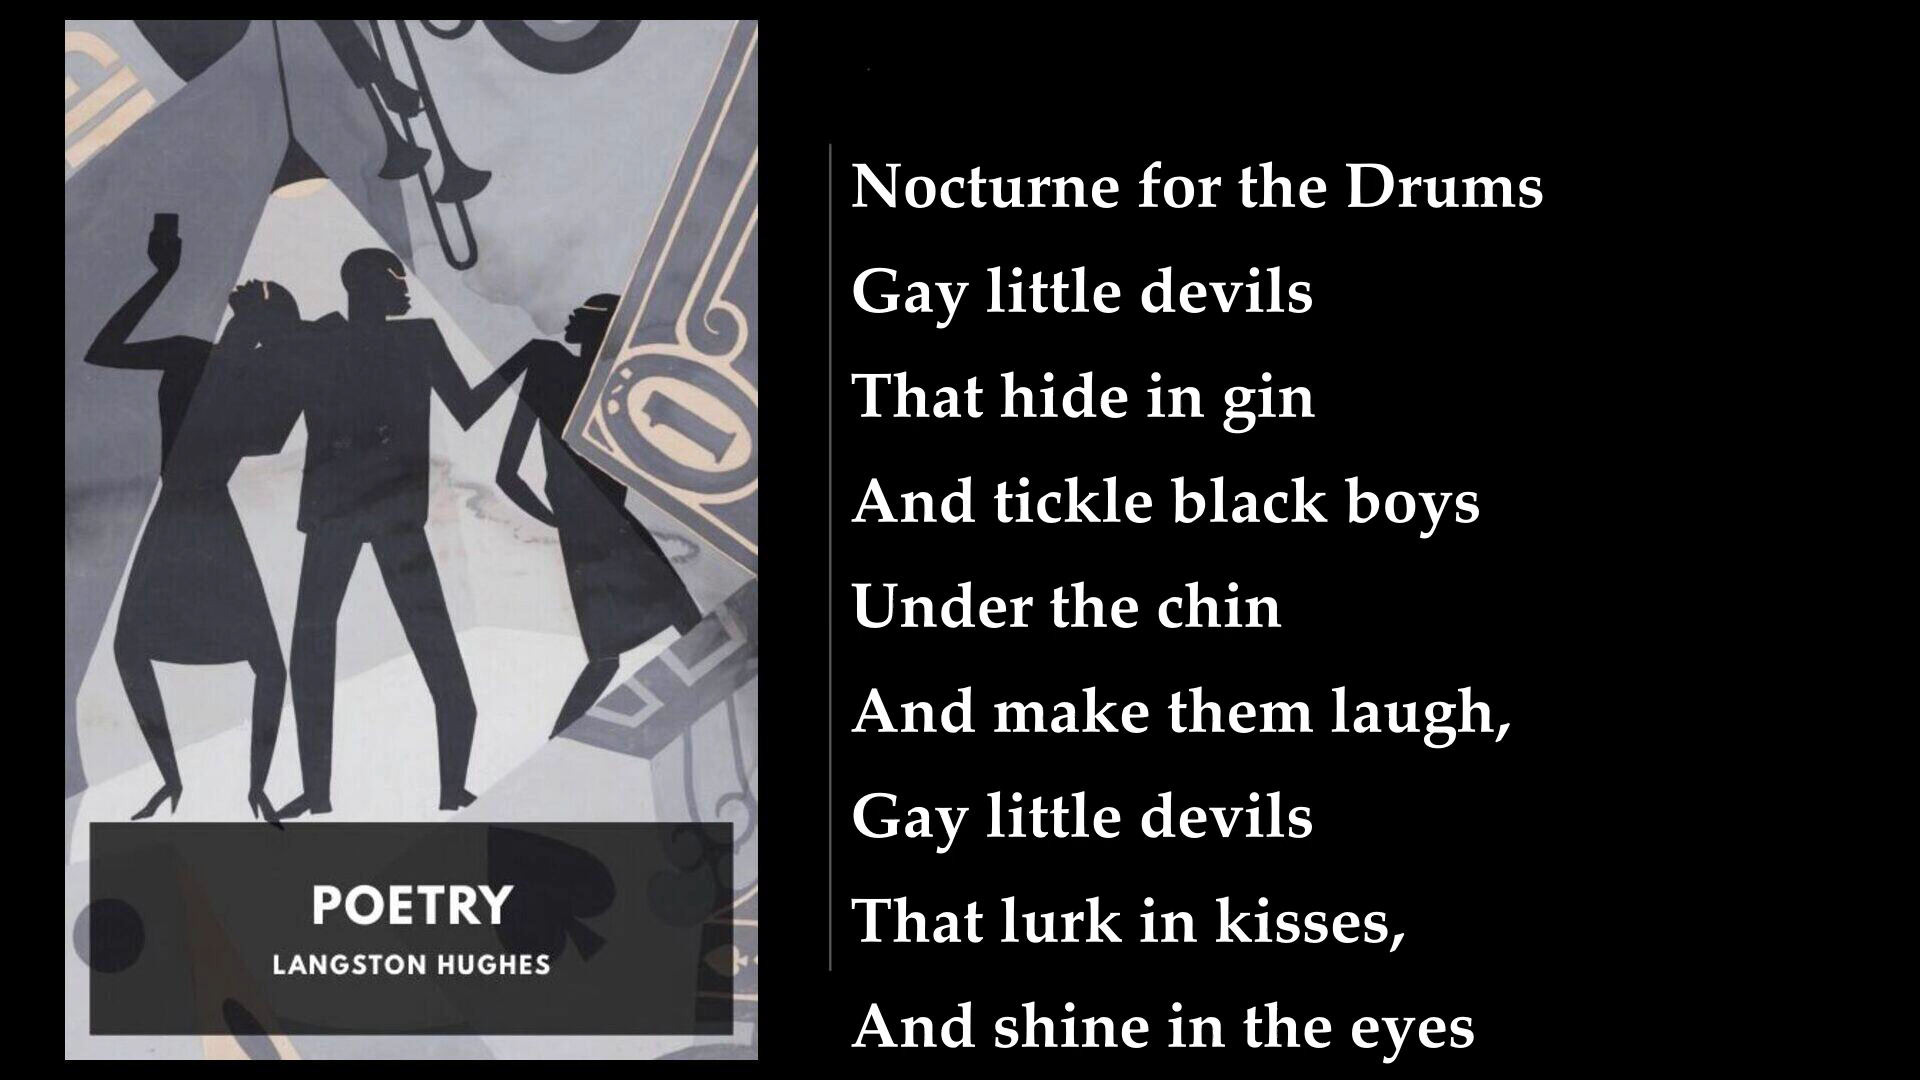 POETRY
LANGSTON HUGHES
Nocturne for the Drums
Gay little devils
That hide in gin
And tickle black boys
Under the chin
And make them laugh,
Gay little devils
That lurk in kisses,
And shine in the eyes